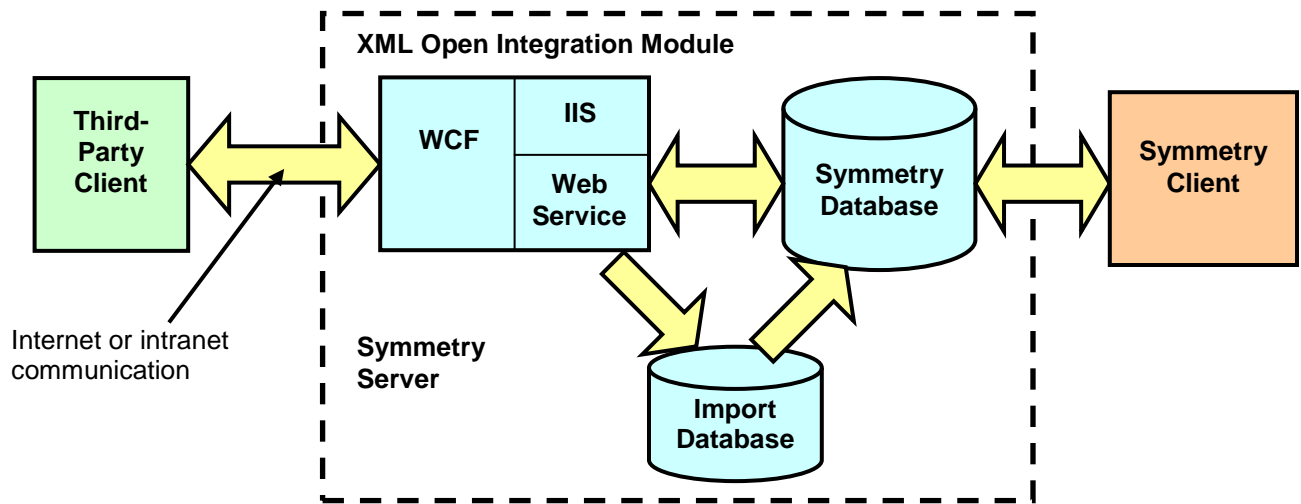 XML Open Integration Module
Third-
Party
Client
WCF
IIS
Web
Service
Symmetry
Database
Symmetry
Client
Internet or intranet
communication
Symmetry
Server
Import
Database